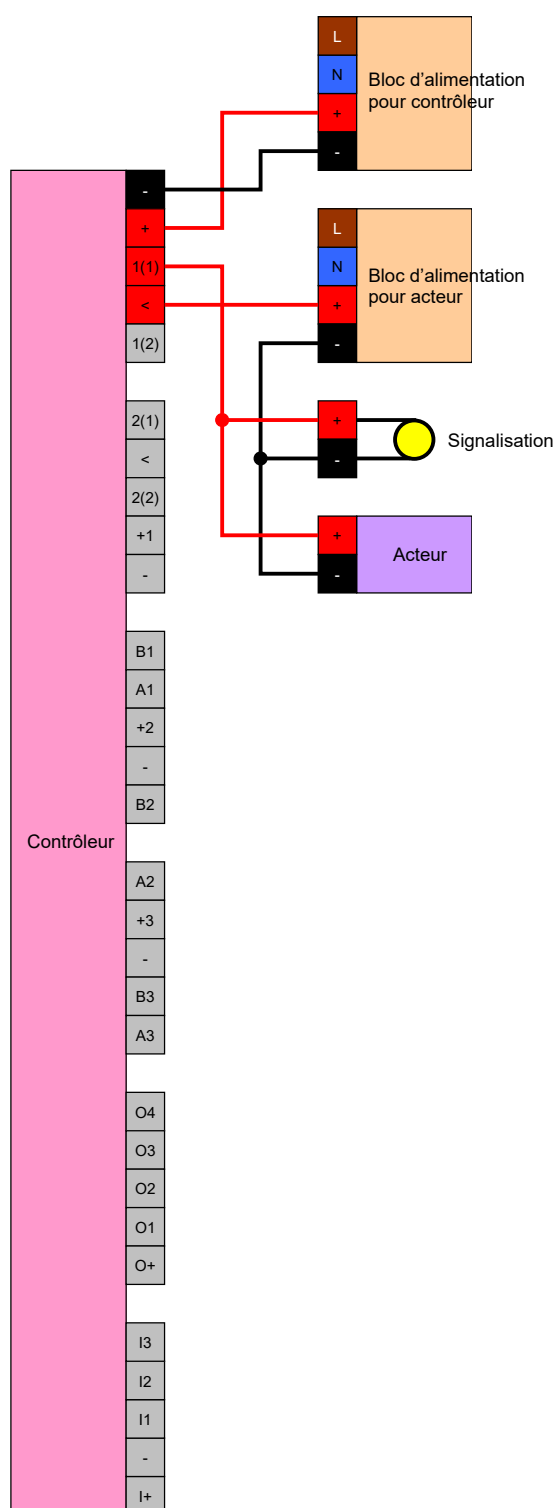 L
N
Bloc d’alimentation
+
pour contrôleur
-
-
+
1(1)
<
1(2)
L
N
Bloc d’alimentation
+
pour acteur
-
2(1)
<
2(2)
+1
-
+
-
Signalisation
+
-
Acteur
B1
A1
+2
-
B2
Contrôleur
A2
+3
-
B3
A3
O4
O3
O2
O1
O+
I3
I2
I1
-
I+